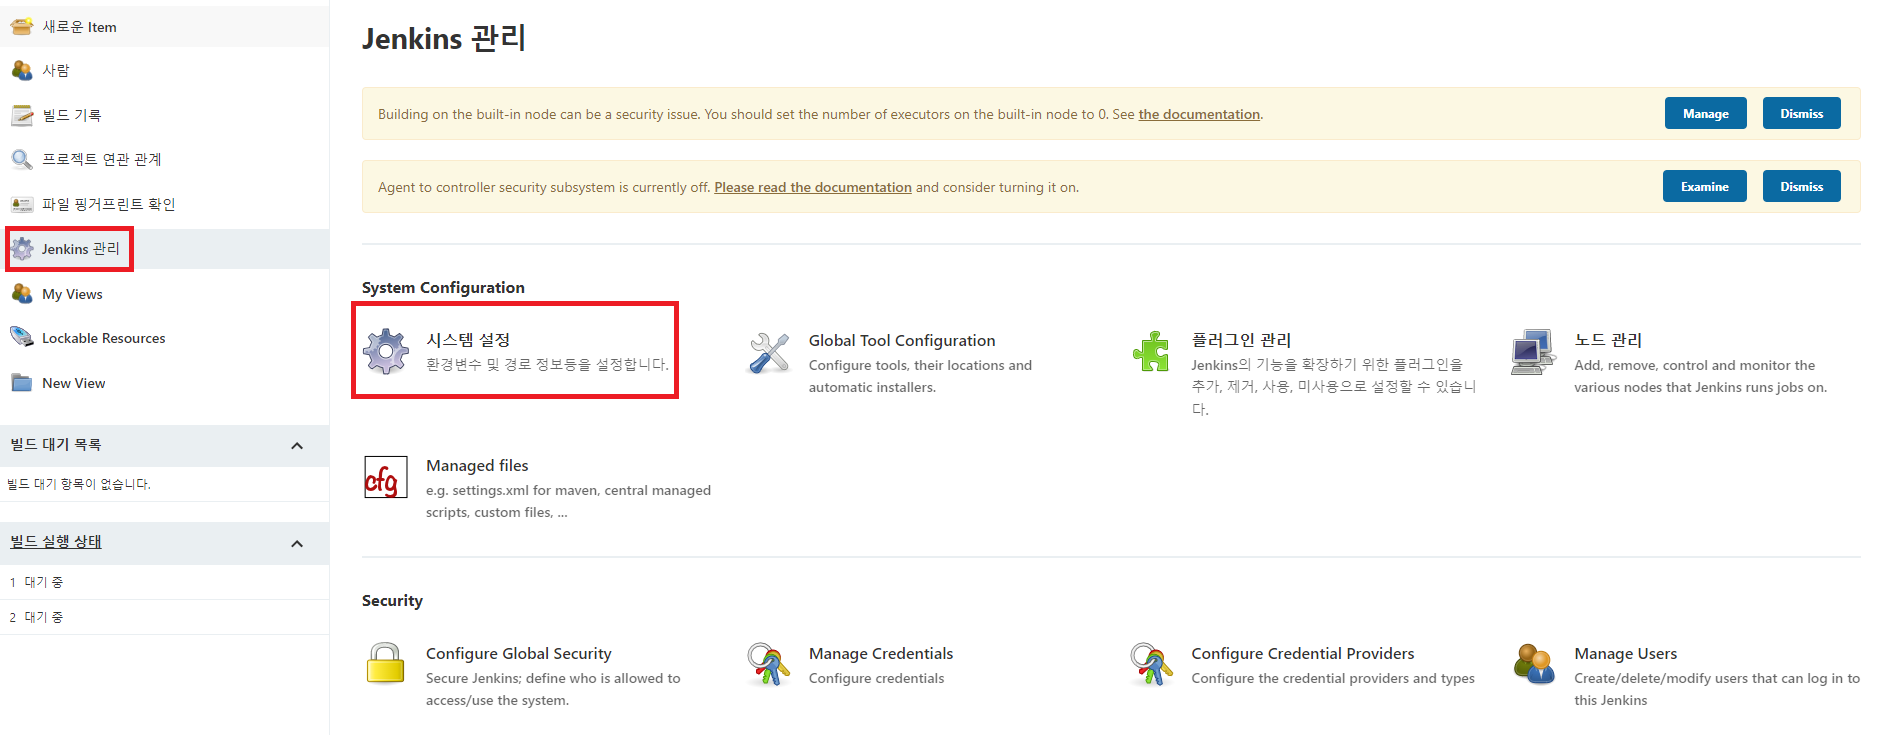 새로운 Item
사람
빌드 기록
프로젝트 연관 관계
파일 핑거프린트 확인
Jenkins 관리
My Views
Lockable Resources
New View
빌드 대기 목록
빌드 대기 항목이 없습니다.
빌드 실행 상태
1 대기 중
2 대기 중
Jenkins 관리
Building on the built-in node can be a security issue. You should set the number of executors on the built-in node to 0. See the documentation.
Manage
Dismiss
Agent to controller security subsystem is currently off. Please read the documentation and consider turning it on.
Examine
Dismiss
System Configuration
시스템 설정
환경변수 및 경로 정보등을 설정합니다.
Global Tool Configuration
Configure tools, their locations and
automatic installers.
플러그인 관리
Jenkins의 기능을 확장하기 위한 플러그인을
추가, 제거, 사용, 미사용으로 설정할 수 있습니
다.
노드 관리
Add, remove, control and monitor the
various nodes that Jenkins runs jobs on.
cfg
Managed files
e.g. settings.xml for maven, central managed
scripts, custom files, ...
Security
Configure Global Security
Secure Jenkins; define who is allowed to
access/use the system.
Manage Credentials
Configure credentials
Configure Credential Providers
Configure the credential providers and types
Manage Users
Create/delete/modify users that can log in to
this Jenkins